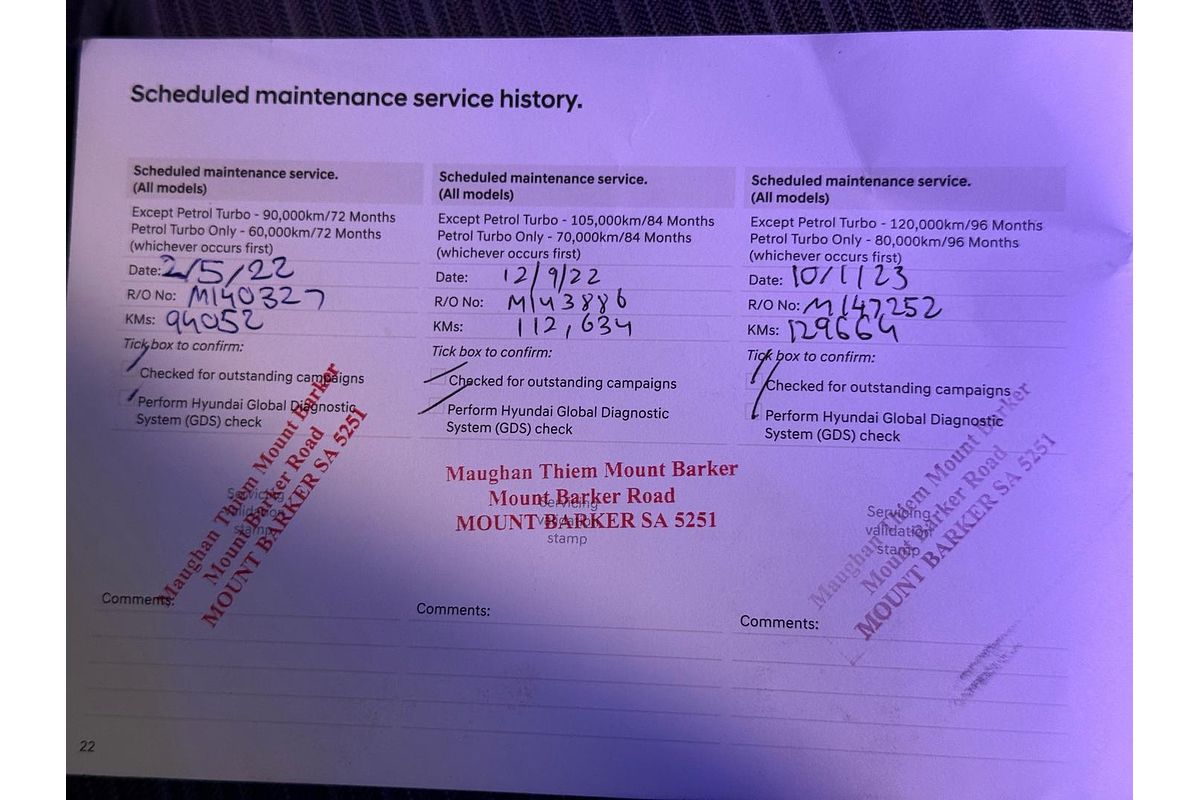 Scheduled maintenance service history.
Scheduled maintenance service.
(All models)
Except Petrol Turbo - 90,000km/72 Months
Petrol Turbo Only - 60,000km/72 Months
(whichever occurs first)
Date: 2/5/22
R/O No: M140327
KMs: 94052
Tick box to confirm:
Checked for outstanding campaigns
Perform Hyundai Global Diagnostic
System (GDS) check
Servicing
validation
stamp
Maughan Thiem Mount Barker
Mount Barker Road
MOUNT BARKER SA 5251
Comments:
Scheduled maintenance service.
(All models)
Except Petrol Turbo - 105,000km/84 Months
Petrol Turbo Only - 70,000km/84 Months
(whichever occurs first)
Date: 12/9/22
R/O No: M143886
KMs: 112,634
Tick box to confirm:
Checked for outstanding campaigns
Perform Hyundai Global Diagnostic
System (GDS) check
Maughan Thiem Mount Barker
Mount Barker Road
MOUNT BARKER SA 5251
Servicing
validation
stamp
Comments:
Scheduled maintenance service.
(All models)
Except Petrol Turbo - 120,000km/96 Months
Petrol Turbo Only - 80,000km/96 Months
(whichever occurs first)
Date: 10/1/23
R/O No: M147252
KMs: 129664
Tick box to confirm:
Checked for outstanding campaigns
Perform Hyundai Global Diagnostic
System (GDS) check
Servicing
validation
stamp
Maughan Thiem Mount Barker
Mount Barker Road
MOUNT BARKER SA 5251
Comments:
22